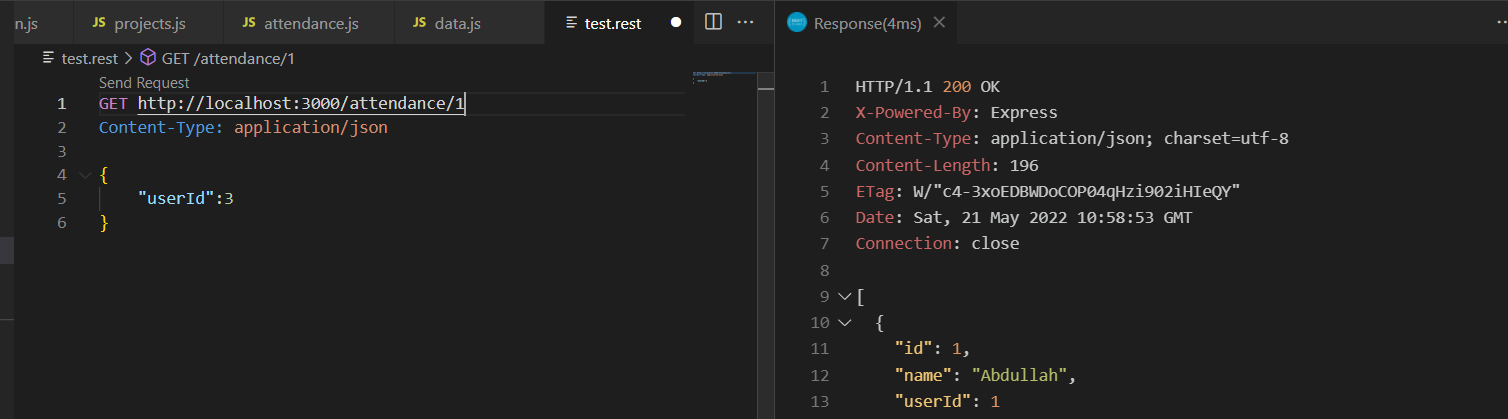 n.js
JS projects.js
JS attendance.js
JS data.js
test.rest
Response(4ms)
test.rest > GET /attendance/1
Send Request
1 GET http://localhost:3000/attendance/1
2 Content-Type: application/json
3
4 {
5 "userId":3
6 }
1 HTTP/1.1 200 OK
2 X-Powered-By: Express
3 Content-Type: application/json; charset=utf-8
4 Content-Length: 196
5 ETag: W/"c4-3xoEDBWDoCOP04qHzi902iHIeQY"
6 Date: Sat, 21 May 2022 10:58:53 GMT
7 Connection: close
8
9 [
10 {
11 "id": 1,
12 "name": "Abdullah",
13 "userId": 1